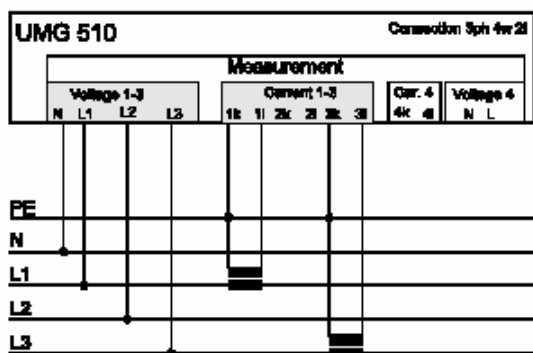 UMG 510 Connection 3ph 4w 2I
Measurement
Voltage 1-3 Current 1-3 Cur. 4 Voltage 4
N L1 L2 L3 1k 1l 2k 2l 3k 3l 4k 4l N L
PE
N
L1
L2
L3